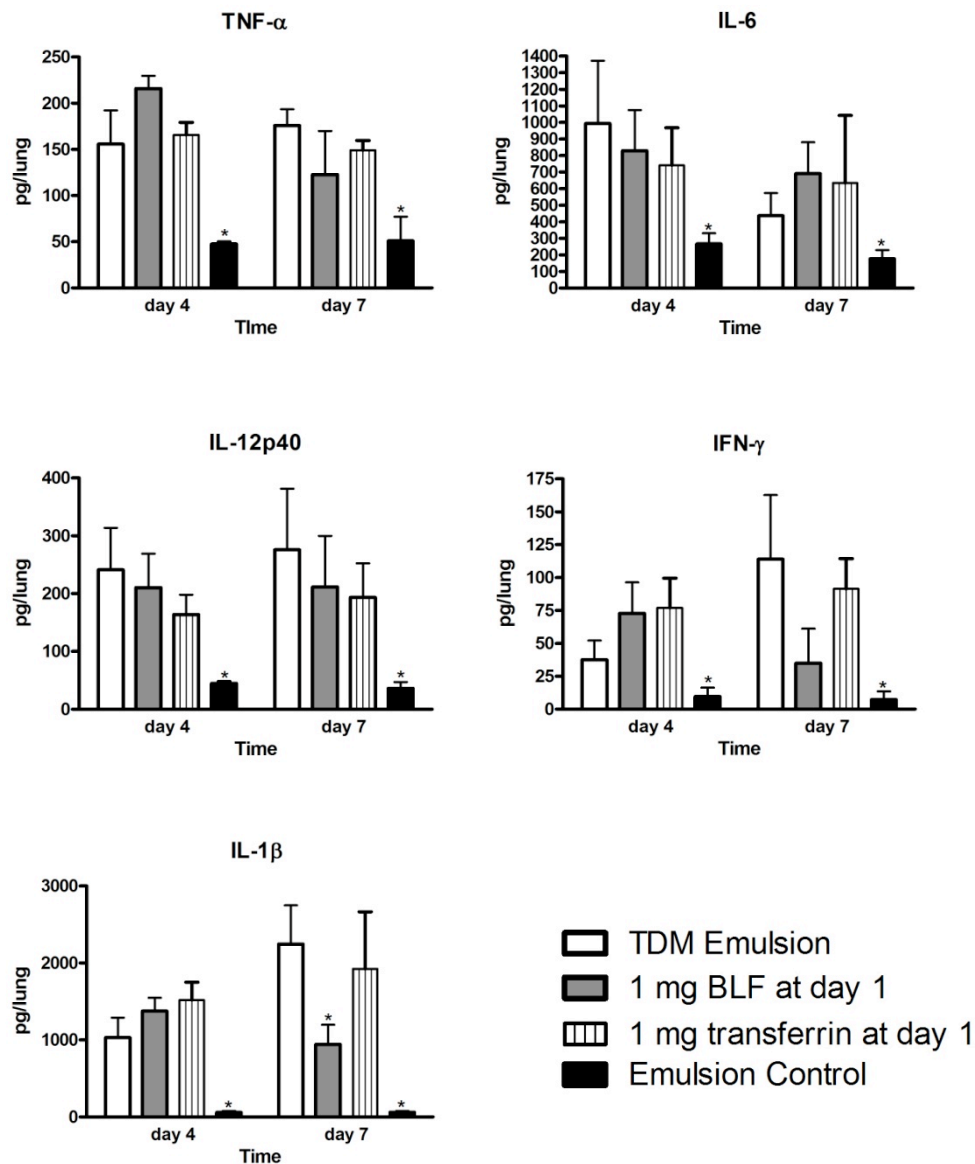 TNF-α
250
200
150
100
50
0
pg/lung
*
*
day 4
day 7
TIme
IL-6
1400
1300
1200
1100
1000
900
800
700
600
500
400
300
200
100
0
pg/lung
*
*
day 4
day 7
Time
IL-12p40
400
300
200
100
0
pg/lung
*
*
day 4
day 7
Time
IFN-γ
175
150
125
100
75
50
25
0
pg/lung
*
*
day 4
day 7
Time
IL-1β
3000
2000
1000
0
pg/lung
*
*
*
day 4
day 7
Time
TDM Emulsion
1 mg BLF at day 1
1 mg transferrin at day 1
Emulsion Control